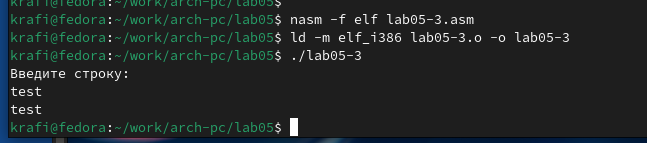 krafi@fedora:~/work/arch-pc/lab05$ nasm -f elf lab05-3.asm
krafi@fedora:~/work/arch-pc/lab05$ ld -m elf_i386 lab05-3.o -o lab05-3
krafi@fedora:~/work/arch-pc/lab05$ ./lab05-3
Введите строку:
test
test
krafi@fedora:~/work/arch-pc/lab05$